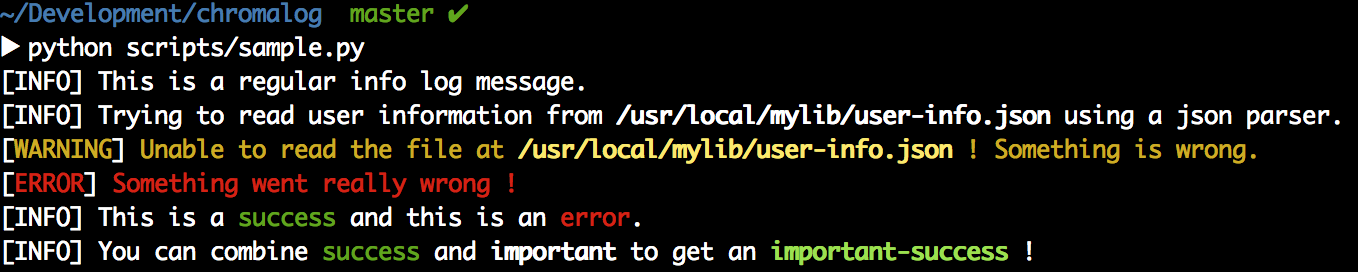 ~/Development/chromalog master ✔
▶ python scripts/sample.py
[INFO] This is a regular info log message.
[INFO] Trying to read user information from /usr/local/mylib/user-info.json using a json parser.
[WARNING] Unable to read the file at /usr/local/mylib/user-info.json ! Something is wrong.
[ERROR] Something went really wrong !
[INFO] This is a success and this is an error.
[INFO] You can combine success and important to get an important-success !